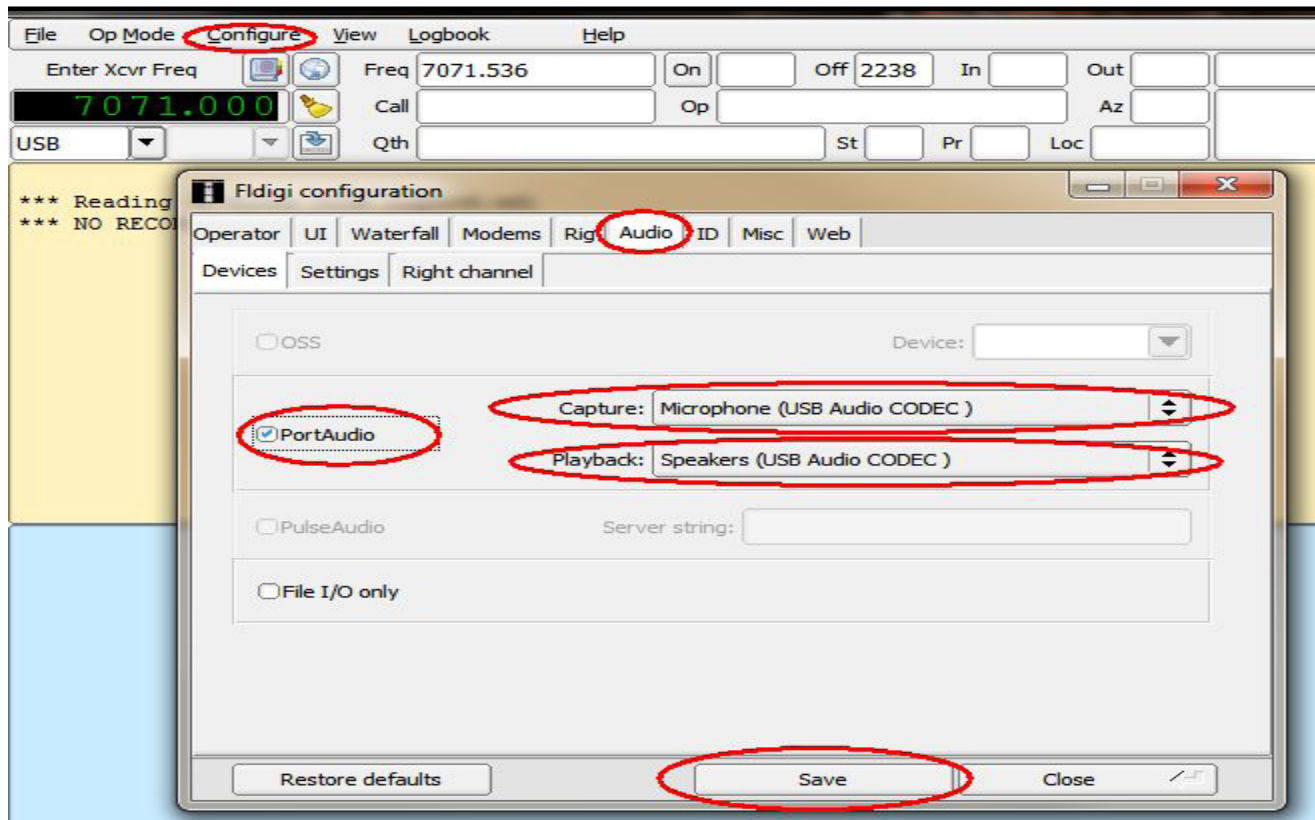 File Op Mode Configure View Logbook Help
Enter Xcvr Freq Freq 7071.536 On Off 2238 In Out
7071.000 Call Op Az
USB Qth St Pr Loc
*** Reading
*** NO RECO
Fldigi configuration
Operator UI Waterfall Modems Rig Audio ID Misc Web
Devices Settings Right channel
OSS Device:
Capture: Microphone (USB Audio CODEC )
PortAudio
Playback: Speakers (USB Audio CODEC )
PulseAudio Server string:
File I/O only
Restore defaults Save Close